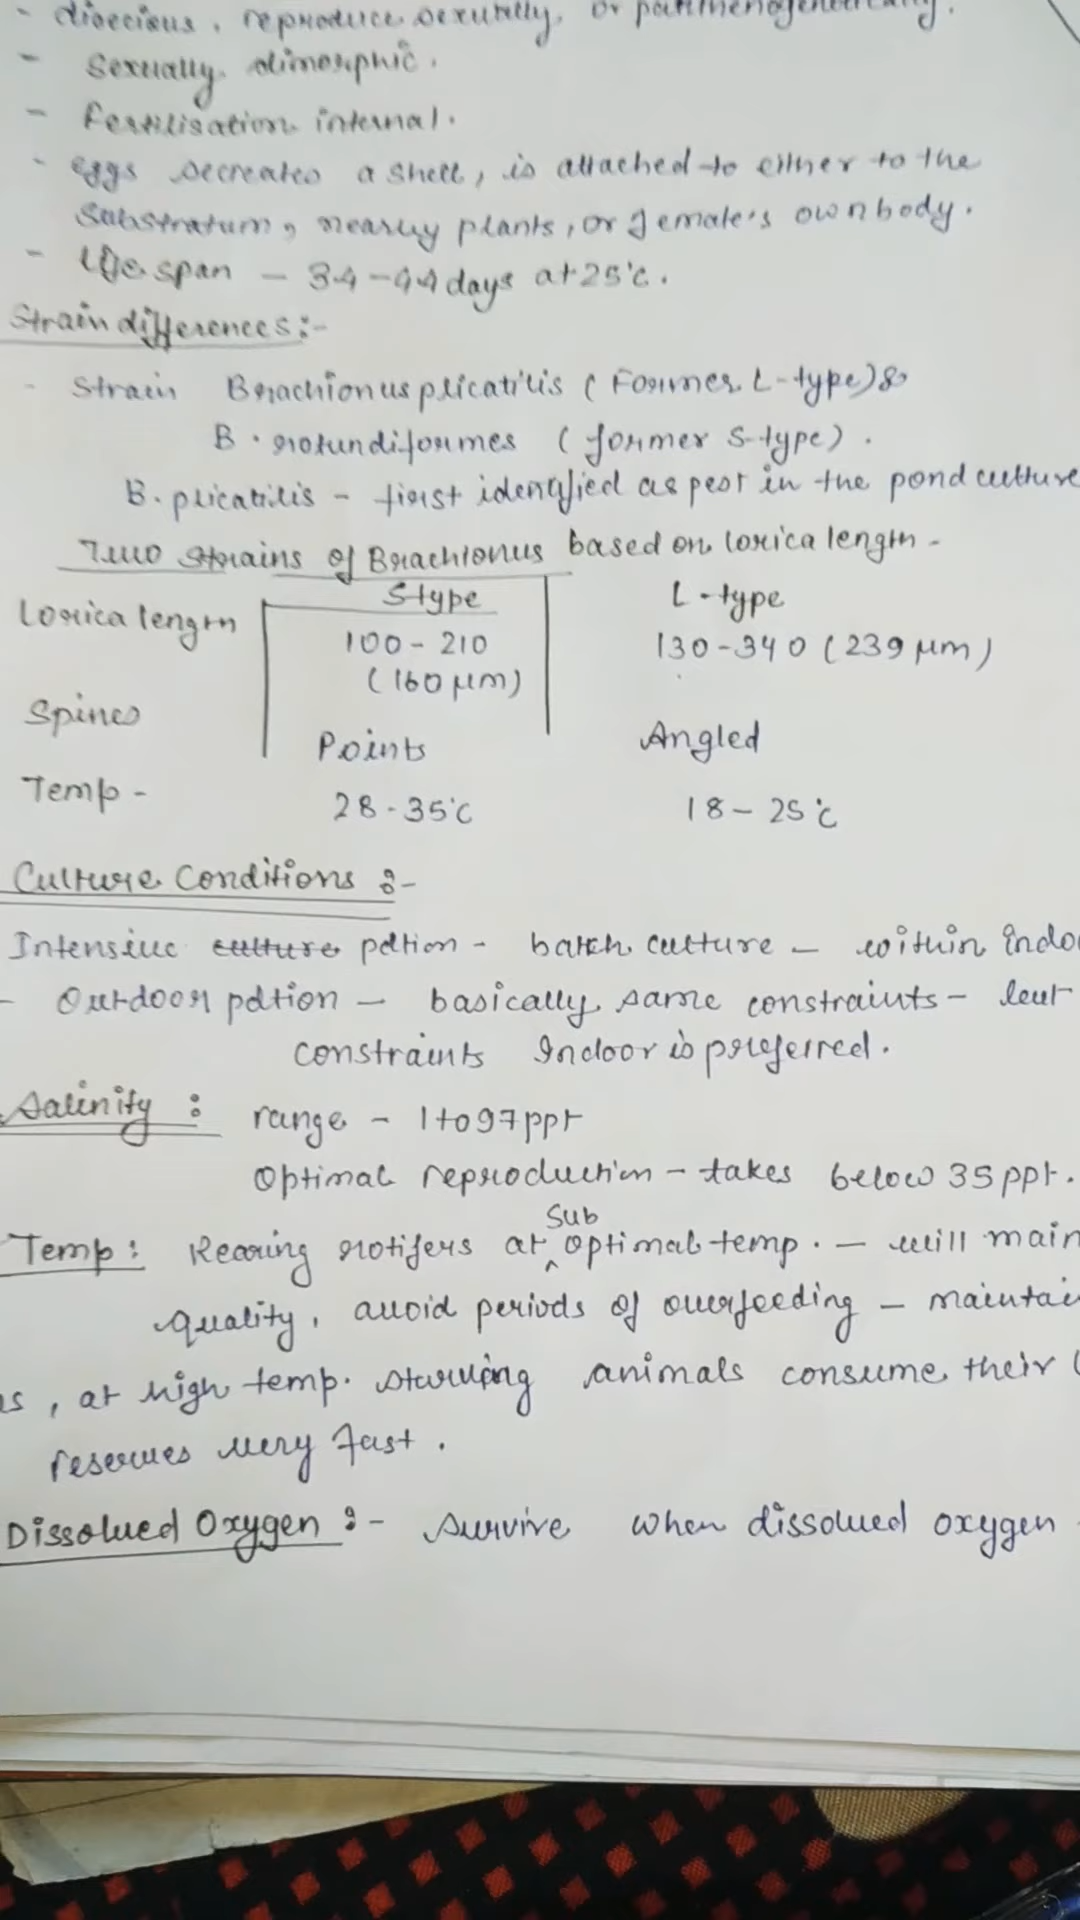 - dioecious, reproduce sexually, or parthenogenetically.
- Sexually dimorphic.
- Fertilisation internal.
- eggs secreates a shell, is attached to either to the
substratum, nearby plants, or female's own body.
- life span - 34-44 days at 25°c.
Strain differences:-
- Strain Brachionus plicatilis (Former L-type) &
B. rotundiformes (former S-type).
B. plicatilis - first identified as pest in the pond culture
Two strains of Brachionus based on lorica length -
S type L-type
Lorica length 100-210 130-340 (239 μm)
(160 μm)
Spines Points Angled
Temp - 28-35°c 18-25°c
Culture Conditions :-
Intensive culture pdtion - batch culture - within indo
- Outdoor pdtion - basically same constraints - but
constraints Indoor is preferred.
Salinity : range - 1 to 97 ppt
Optimal reproduction - takes below 35 ppt.
Temp : Rearing rotifers at sub optimal temp. - will main
quality, avoid periods of overfeeding - maintai
s, at high temp. starving animals consume their
reserves very fast.
Dissolved Oxygen :- survive when dissolved oxygen